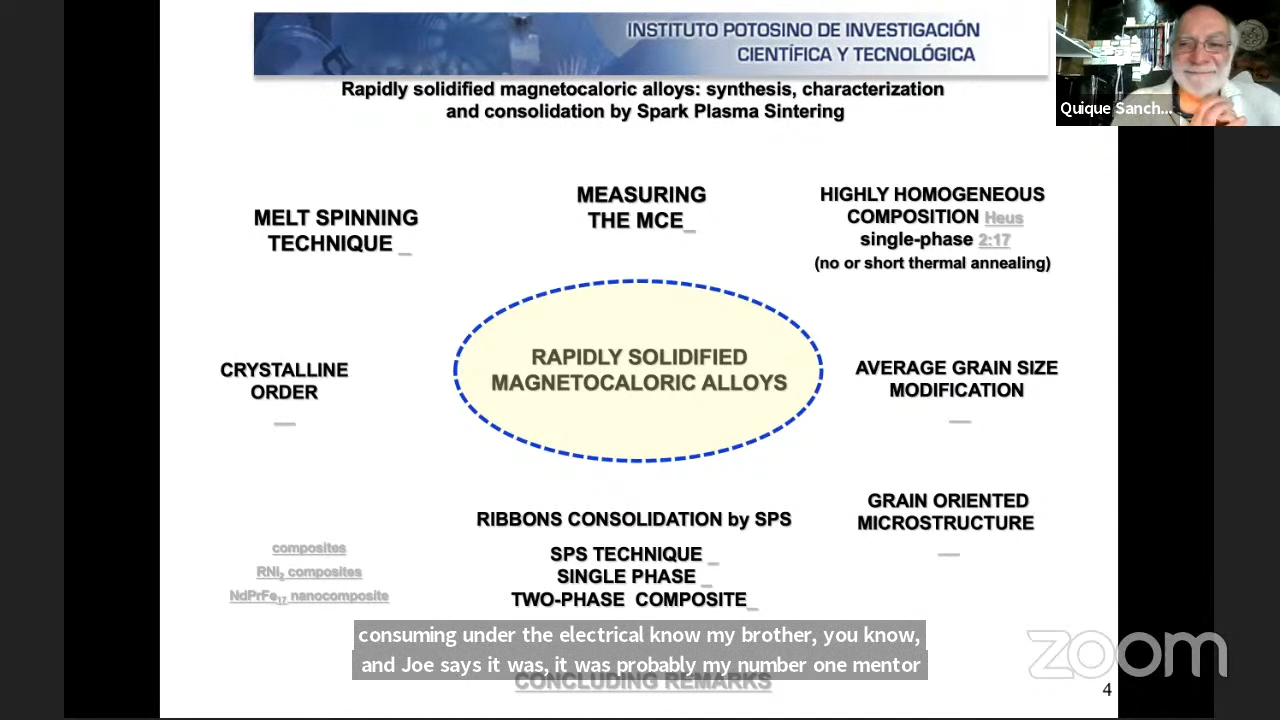 INSTITUTO POTOSINO DE INVESTIGACIÓN
CIENTÍFICA Y TECNOLÓGICA
Rapidly solidified magnetocaloric alloys: synthesis, characterization
and consolidation by Spark Plasma Sintering
Quique Sanch...
MELT SPINNING
TECHNIQUE _
MEASURING
THE MCE_
HIGHLY HOMOGENEOUS
COMPOSITION Heus
single-phase 2:17
(no or short thermal annealing)
CRYSTALLINE
ORDER
RAPIDLY SOLIDIFIED
MAGNETOCALORIC ALLOYS
AVERAGE GRAIN SIZE
MODIFICATION
GRAIN ORIENTED
MICROSTRUCTURE
RIBBONS CONSOLIDATION by SPS
SPS TECHNIQUE _
SINGLE PHASE _
TWO-PHASE COMPOSITE_
composites
RNi₂ composites
NdPrFe₁₇ nanocomposite
consuming under the electrical know my brother, you know,
and Joe says it was, it was probably my number one mentor
CONCLUDING REMARKS
zoom
4